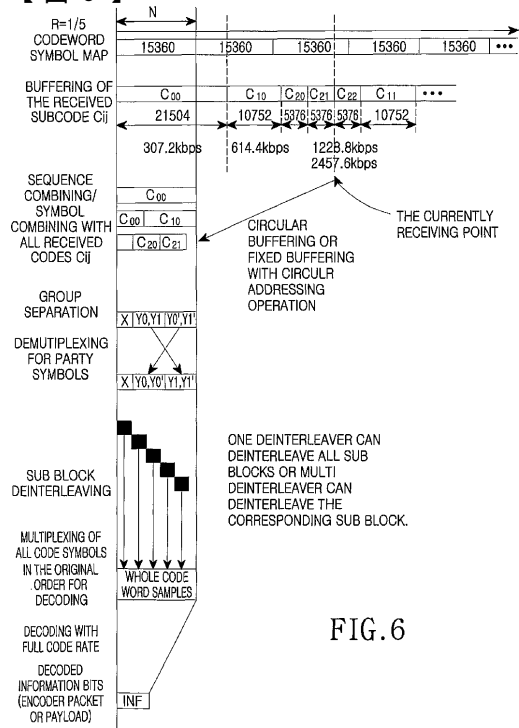 N
R=1/5
CODEWORD
SYMBOL MAP
15360 15360 15360 15360 15360 •••
BUFFERING OF
THE RECEIVED
SUBCODE Cij
C00 C10 C20 C21 C22 C11 •••
21504 10752 5376 5376 5376 10752
307.2kbps 614.4kbps 1228.8kbps
2457.6kbps
SEQUENCE
COMBINING/
SYMBOL
COMBINING WITH
ALL RECEIVED
CODES Cij
C00
C00 C10
C20 C21
CIRCULAR
BUFFERING OR
FIXED BUFFERING
WITH CIRCULR
ADDRESSING
OPERATION
THE CURRENTLY
RECEIVING POINT
GROUP
SEPARATION
X Y0,Y1 Y0',Y1'
DEMUTIPLEXING
FOR PARTY
SYMBOLS
X Y0,Y0' Y1,Y1'
SUB BLOCK
DEINTERLEAVING
ONE DEINTERLEAVER CAN
DEINTERLEAVE ALL SUB
BLOCKS OR MULTI
DEINTERLEAVER CAN
DEINTERLEAVE THE
CORRESPONDING SUB BLOCK.
MULTIPLEXING OF
ALL CODE SYMBOLS
IN THE ORIGINAL
.ORDER FOR
DECODING
WHOLE CODE
WORD SAMPLES
DECODING WITH
FULL CODE RATE
DECODED
INFORMATION BITS
(ENCODER PACKET
OR PAYLOAD)
INF
FIG.6